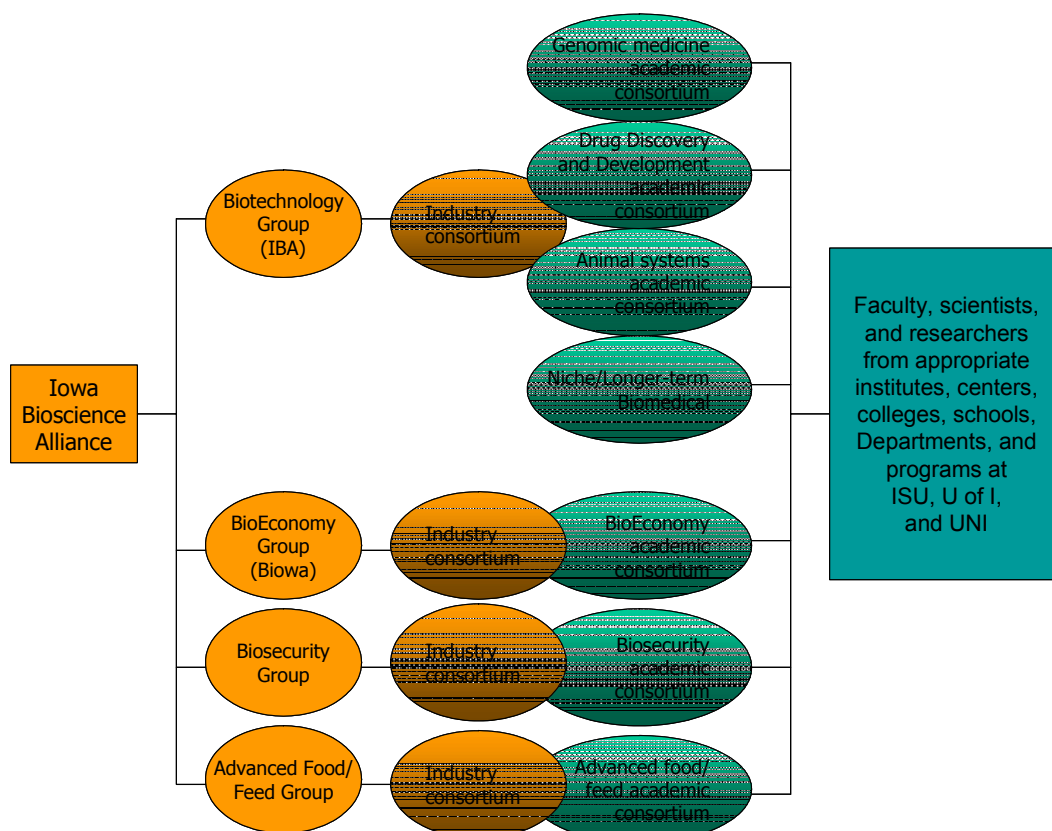 Genomic medicine
academic
consortium
Drug Discovery
and Development
academic
consortium
Biotechnology
Group
(IBA)
Industry
consortium
Animal systems
academic
consortium
Niche/Longer-term
Biomedical
Iowa
Bioscience
Alliance
Faculty, scientists,
and researchers
from appropriate
institutes, centers,
colleges, schools,
Departments, and
programs at
ISU, U of I,
and UNI
BioEconomy
Group
(Biowa)
Industry
consortium
BioEconomy
academic
consortium
Biosecurity
Group
Industry
consortium
Biosecurity
academic
consortium
Advanced Food/
Feed Group
Industry
consortium
Advanced food/
feed academic
consortium